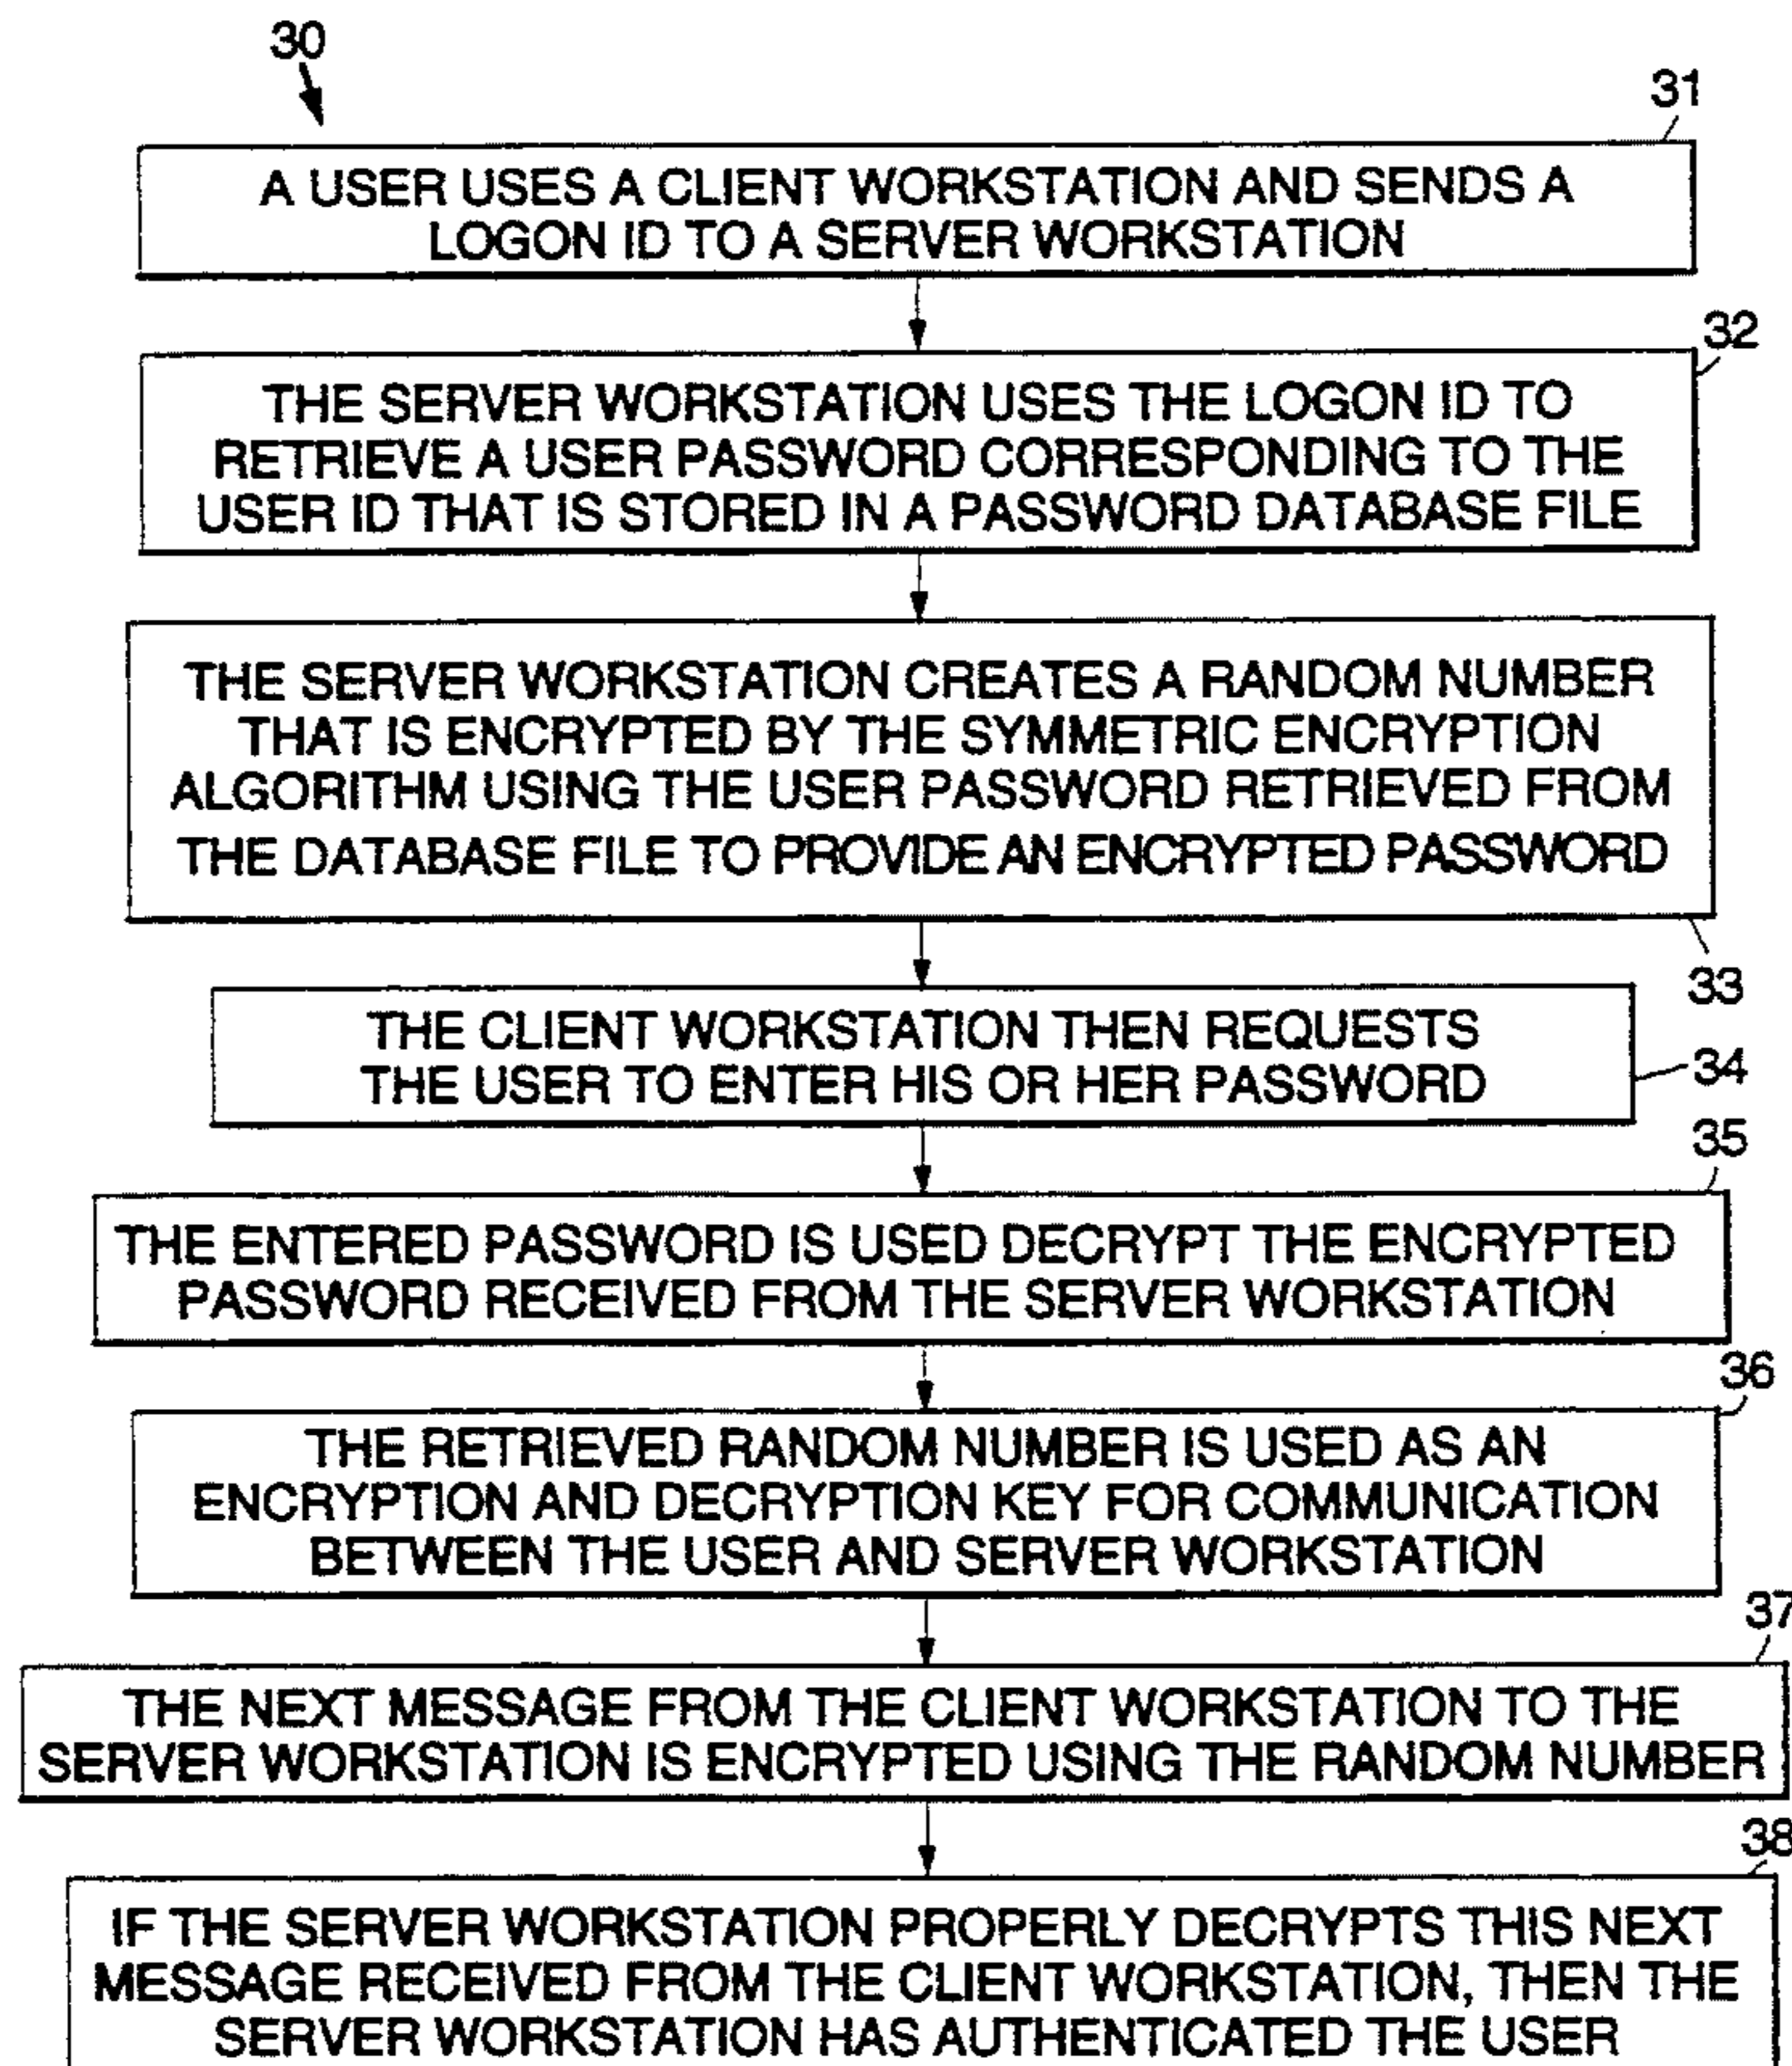 30
31
A USER USES A CLIENT WORKSTATION AND SENDS A
LOGON ID TO A SERVER WORKSTATION
32
THE SERVER WORKSTATION USES THE LOGON ID TO
RETRIEVE A USER PASSWORD CORRESPONDING TO THE
USER ID THAT IS STORED IN A PASSWORD DATABASE FILE
THE SERVER WORKSTATION CREATES A RANDOM NUMBER
THAT IS ENCRYPTED BY THE SYMMETRIC ENCRYPTION
ALGORITHM USING THE USER PASSWORD RETRIEVED FROM
THE DATABASE FILE TO PROVIDE AN ENCRYPTED PASSWORD
33
THE CLIENT WORKSTATION THEN REQUESTS
THE USER TO ENTER HIS OR HER PASSWORD
34
35
THE ENTERED PASSWORD IS USED DECRYPT THE ENCRYPTED
PASSWORD RECEIVED FROM THE SERVER WORKSTATION
36
THE RETRIEVED RANDOM NUMBER IS USED AS AN
ENCRYPTION AND DECRYPTION KEY FOR COMMUNICATION
BETWEEN THE USER AND SERVER WORKSTATION
37
THE NEXT MESSAGE FROM THE CLIENT WORKSTATION TO THE
SERVER WORKSTATION IS ENCRYPTED USING THE RANDOM NUMBER
38
IF THE SERVER WORKSTATION PROPERLY DECRYPTS THIS NEXT
MESSAGE RECEIVED FROM THE CLIENT WORKSTATION, THEN THE
SERVER WORKSTATION HAS AUTHENTICATED THE USER